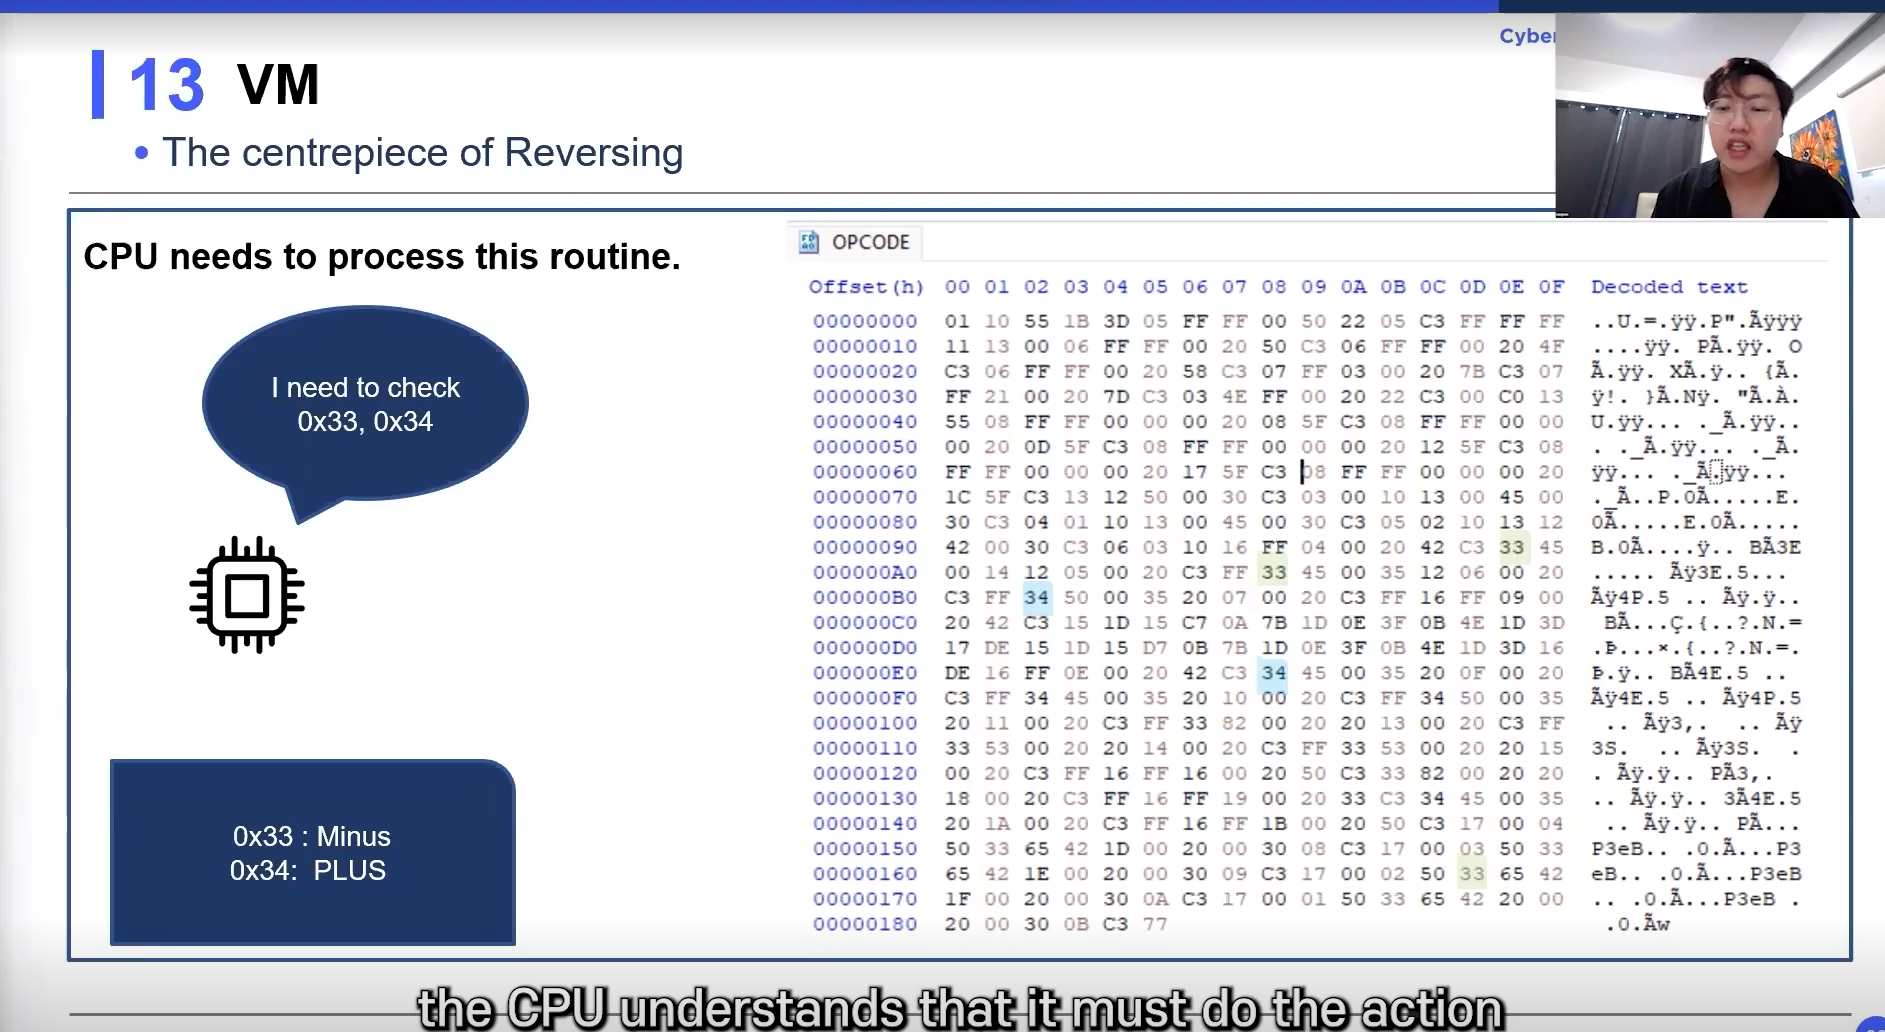 Cyber
13 VM
• The centrepiece of Reversing
CPU needs to process this routine.
I need to check
0x33, 0x34
0x33 : Minus
0x34: PLUS
OPCODE
Offset(h) 00 01 02 03 04 05 06 07 08 09 0A 0B 0C 0D 0E 0F Decoded text
00000000 01 10 55 1B 3D 05 FF FF 00 50 22 05 C3 FF FF FF ..U.=.ÿÿ.P".Ãÿÿÿ
00000010 11 13 00 06 FF FF 00 20 50 C3 06 FF FF 00 20 4F ....ÿÿ. PÃ.ÿÿ. O
00000020 C3 06 FF FF 00 20 58 C3 07 FF 03 00 20 7B C3 07 Ã.ÿÿ. XÃ.ÿ.. {Ã.
00000030 FF 21 00 20 7D C3 03 4E FF 00 20 22 C3 00 C0 13 ÿ!. }Ã.Nÿ. "Ã.À.
00000040 55 08 FF FF 00 00 00 20 08 5F C3 08 FF FF 00 00 U.ÿÿ... ._Ã.ÿÿ..
00000050 00 20 0D 5F C3 08 FF FF 00 00 00 20 12 5F C3 08 . ._Ã.ÿÿ... ._Ã.
00000060 FF FF 00 00 00 20 17 5F C3 08 FF FF 00 00 00 20 ÿÿ... ._Ã.ÿÿ...
00000070 1C 5F C3 13 12 50 00 30 C3 03 00 10 13 00 45 00 ._Ã..P.0Ã.....E.
00000080 30 C3 04 01 10 13 00 45 00 30 C3 05 02 10 13 12 0Ã.....E.0Ã.....
00000090 42 00 30 C3 06 03 10 16 FF 04 00 20 42 C3 33 45 B.0Ã....ÿ.. BÃ3E
000000A0 00 14 12 05 00 20 C3 FF 33 45 00 35 12 06 00 20 ..... Ãÿ3E.5...
000000B0 C3 FF 34 50 00 35 20 07 00 20 C3 FF 16 FF 09 00 Ãÿ4P.5 .. Ãÿ.ÿ..
000000C0 20 42 C3 15 1D 15 C7 0A 7B 1D 0E 3F 0B 4E 1D 3D BÃ...Ç.{..?.N.=
000000D0 17 DE 15 1D 15 D7 0B 7B 1D 0E 3F 0B 4E 1D 3D 16 .Þ...×.{..?.N.=.
000000E0 DE 16 FF 0E 00 20 42 C3 34 45 00 35 20 0F 00 20 Þ.ÿ.. BÃ4E.5 ..
000000F0 C3 FF 34 45 00 35 20 10 00 20 C3 FF 34 50 00 35 Ãÿ4E.5 .. Ãÿ4P.5
00000100 20 11 00 20 C3 FF 33 82 00 20 20 13 00 20 C3 FF .. Ãÿ3‚. .. Ãÿ
00000110 33 53 00 20 20 14 00 20 C3 FF 33 53 00 20 20 15 3S. .. Ãÿ3S. .
00000120 00 20 C3 FF 16 FF 16 00 20 50 C3 33 82 00 20 20 . Ãÿ.ÿ.. PÃ3‚.
00000130 18 00 20 C3 FF 16 FF 19 00 20 33 C3 34 45 00 35 .. Ãÿ.ÿ.. 3Ã4E.5
00000140 20 1A 00 20 C3 FF 16 FF 1B 00 20 50 C3 17 00 04 .. Ãÿ.ÿ.. PÃ...
00000150 50 33 65 42 1D 00 20 00 30 08 C3 17 00 03 50 33 P3eB.. .0.Ã...P3
00000160 65 42 1E 00 20 00 30 09 C3 17 00 02 50 33 65 42 eB.. .0.Ã...P3eB
00000170 1F 00 20 00 30 0A C3 17 00 01 50 33 65 42 20 00 .. .0.Ã...P3eB .
00000180 20 00 30 0B C3 77 .0.Ãw
the CPU understands that it must do the action